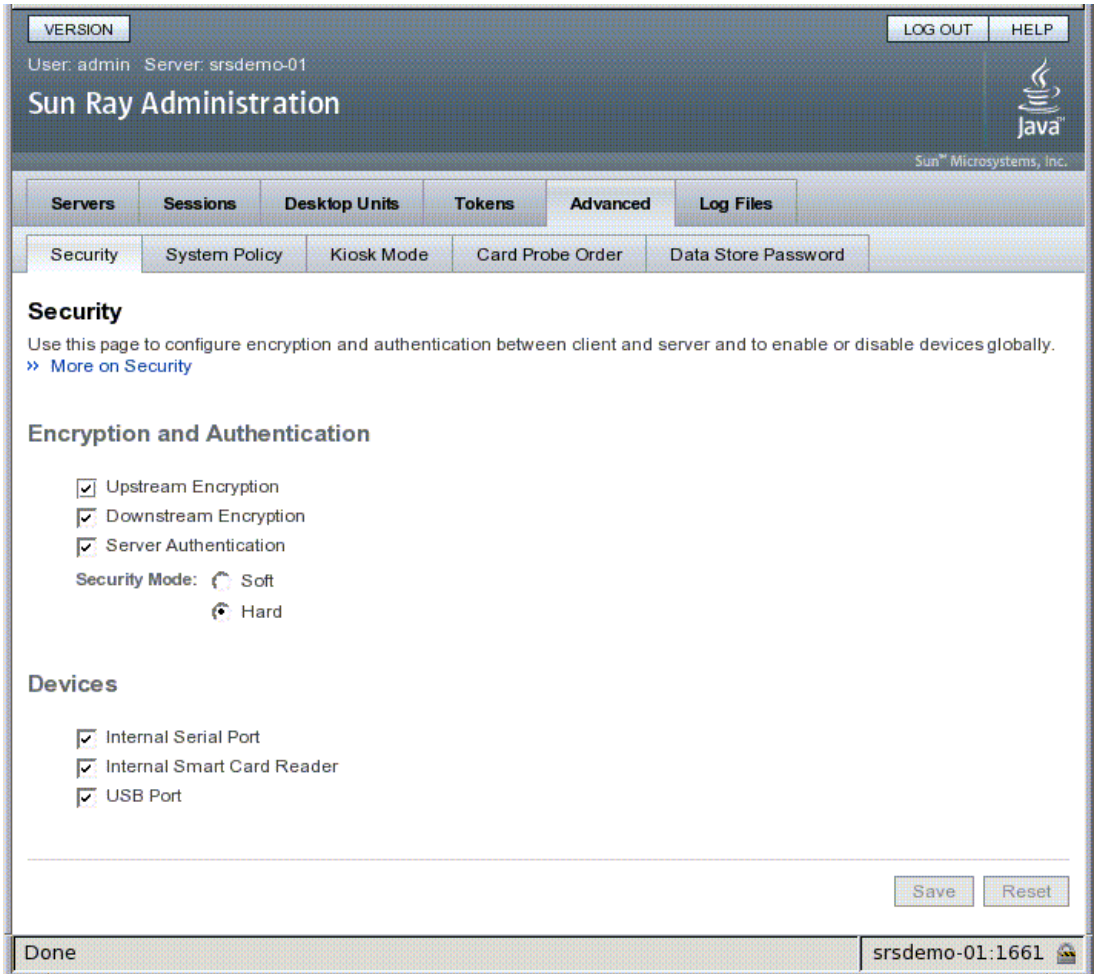 VERSION
LOG OUT HELP
User: admin Server: srsdemo-01
Sun Ray Administration
Java™
Sun™ Microsystems, Inc.
Servers Sessions Desktop Units Tokens Advanced Log Files
Security System Policy Kiosk Mode Card Probe Order Data Store Password
Security
Use this page to configure encryption and authentication between client and server and to enable or disable devices globally.
›› More on Security
Encryption and Authentication
Upstream Encryption
Downstream Encryption
Server Authentication
Security Mode: Soft
Hard
Devices
Internal Serial Port
Internal Smart Card Reader
USB Port
Save Reset
Done srsdemo-01:1661